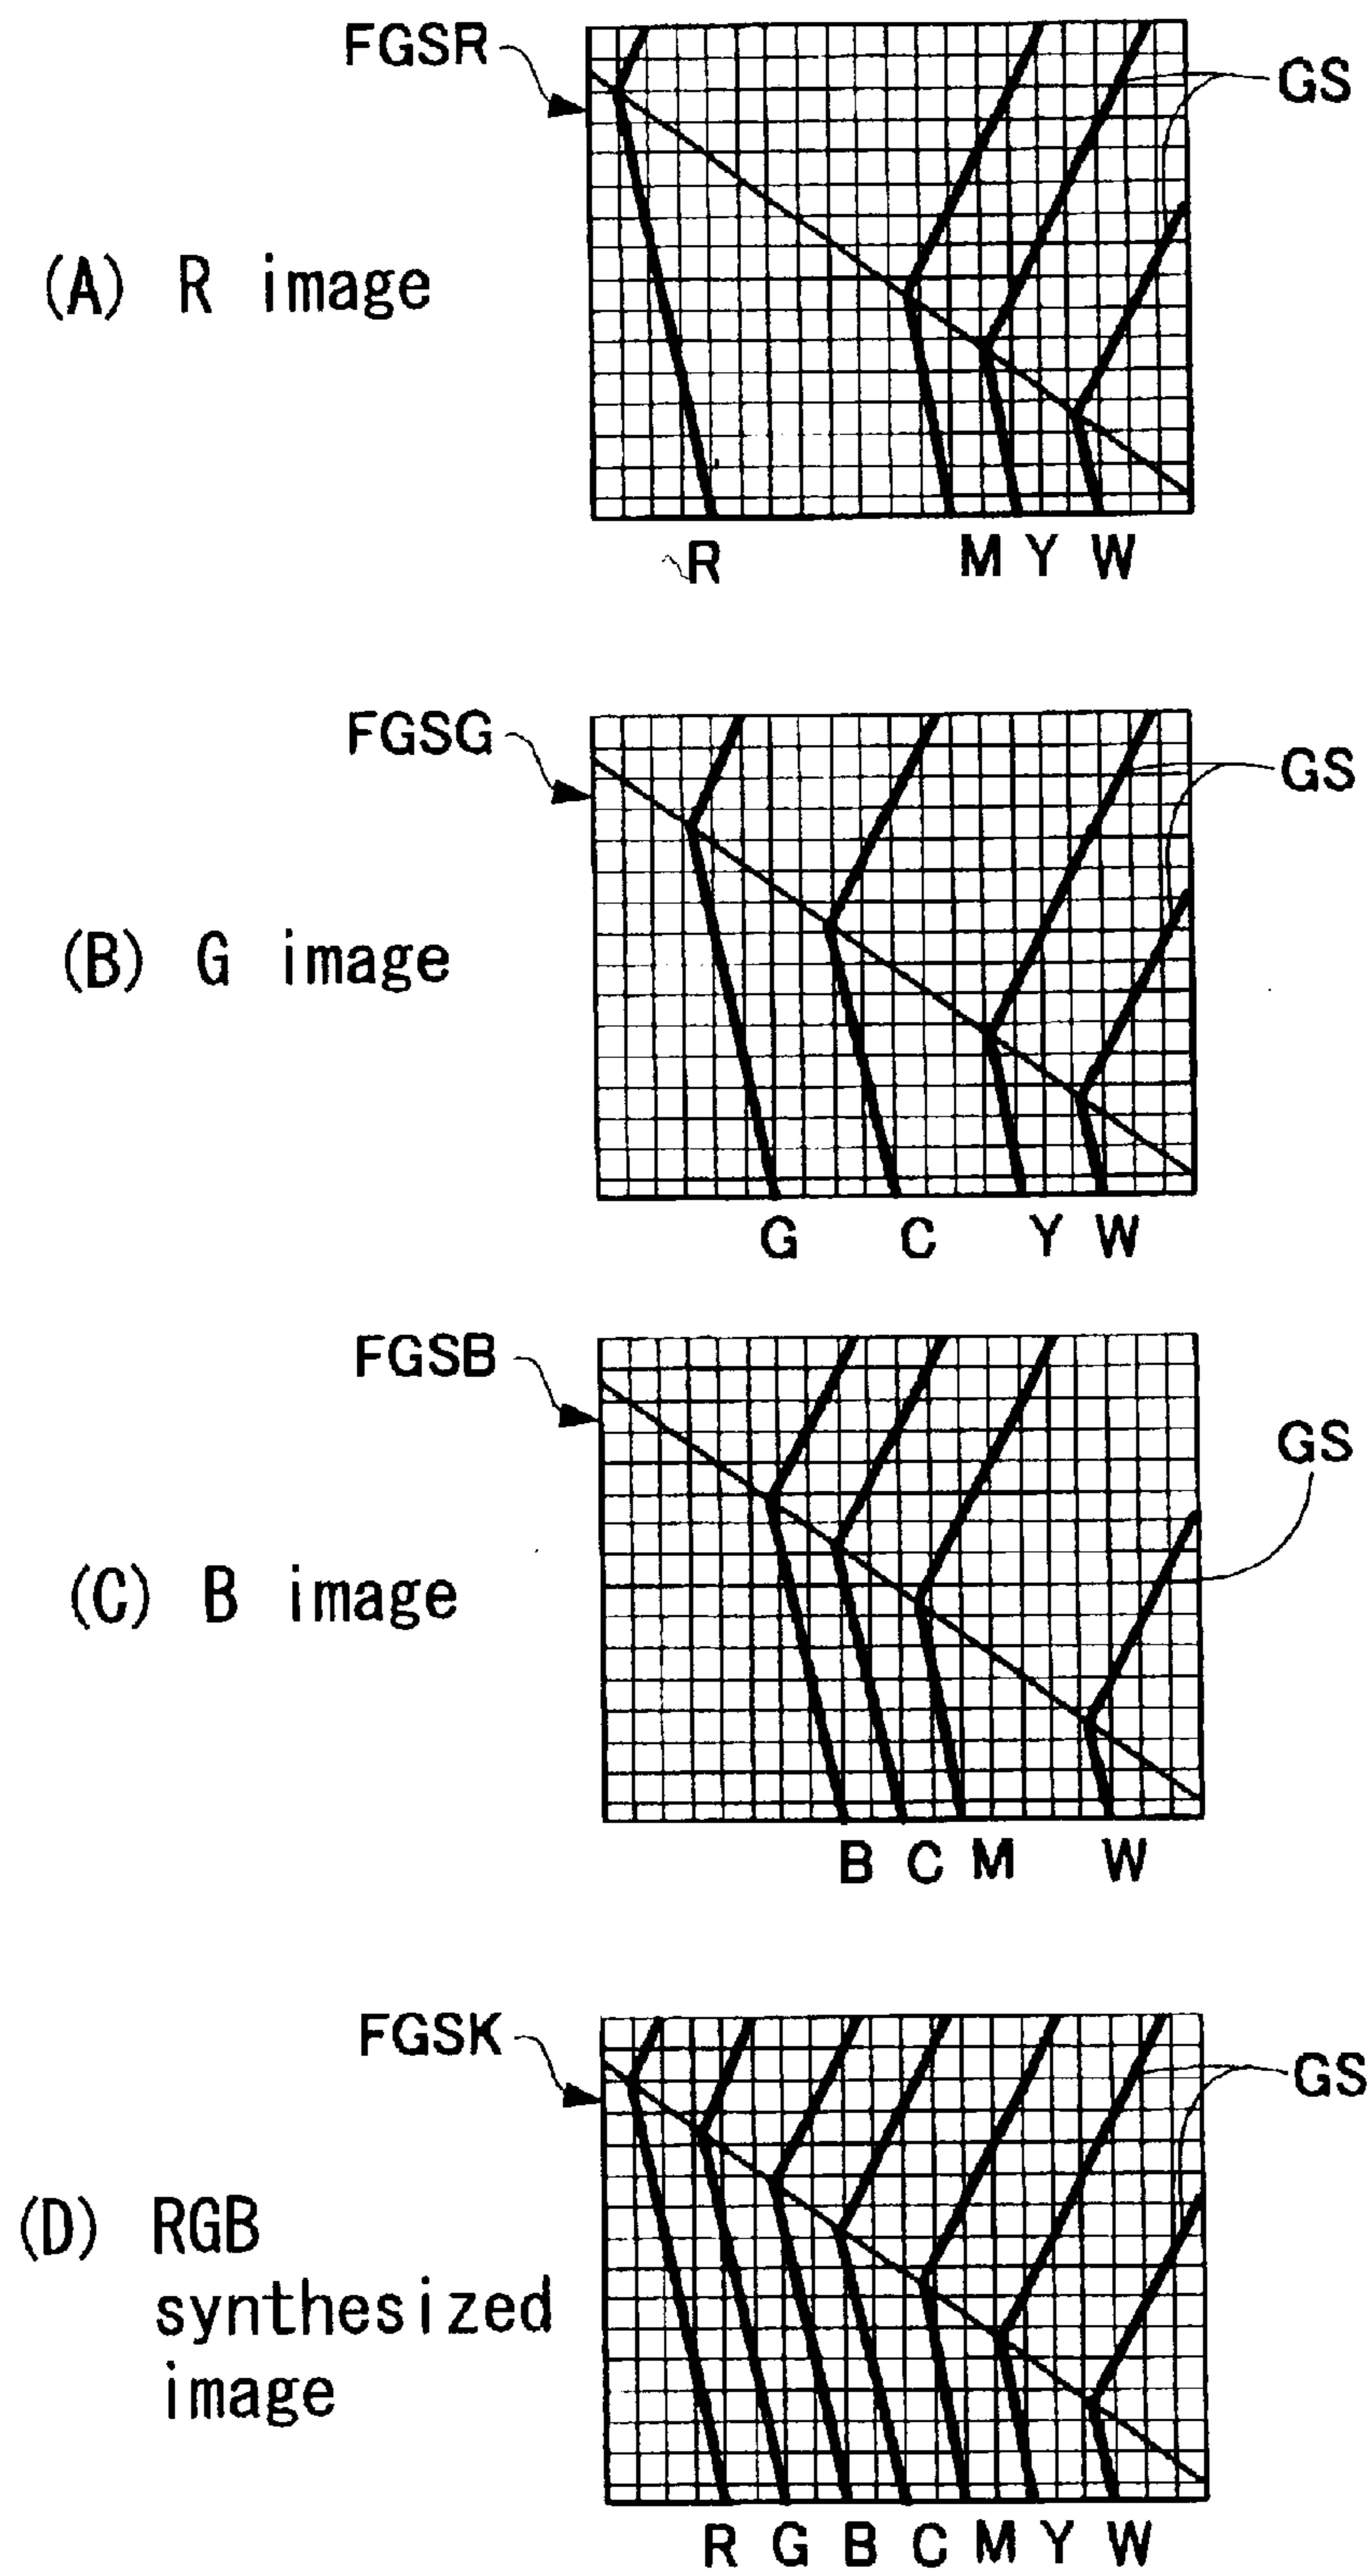 FGSR
GS
(A) R image
R M Y W
FGSG
GS
(B) G image
G C Y W
FGSB
GS
(C) B image
B C M W
FGSK
GS
(D) RGB
synthesized
image
R G B C M Y W